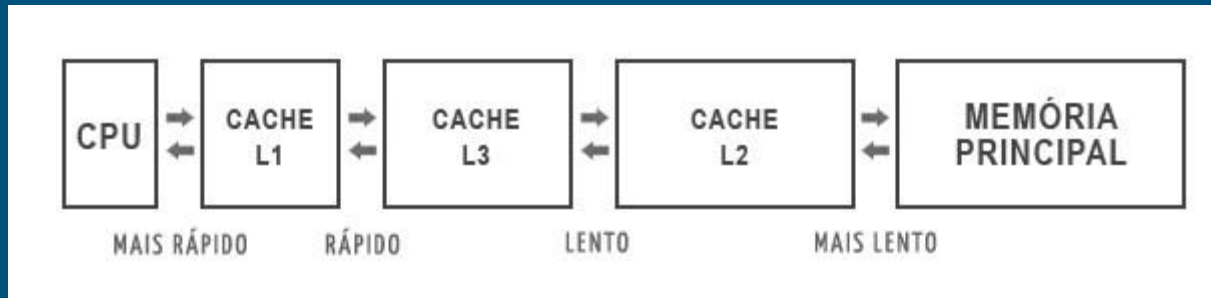 CPU
CACHE
L1
CACHE
L3
CACHE
L2
MEMÓRIA
PRINCIPAL
MAIS RÁPIDO
RÁPIDO
LENTO
MAIS LENTO